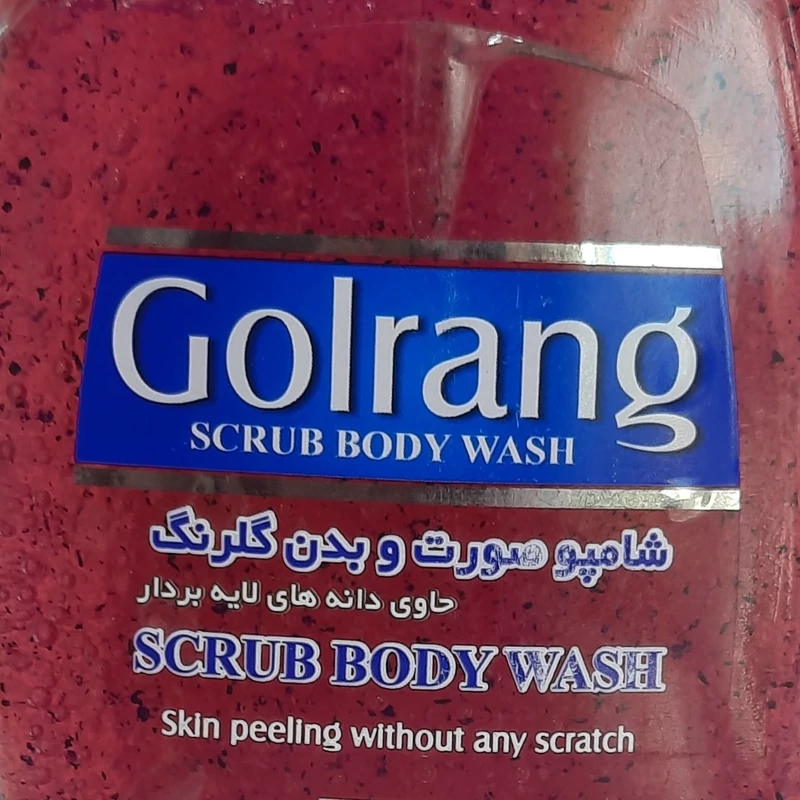 Golrang
SCRUB BODY WASH
شامپو صورت و بدن گلرنگ
حاوی دانه های لایه بردار
SCRUB BODY WASH
Skin peeling without any scratch